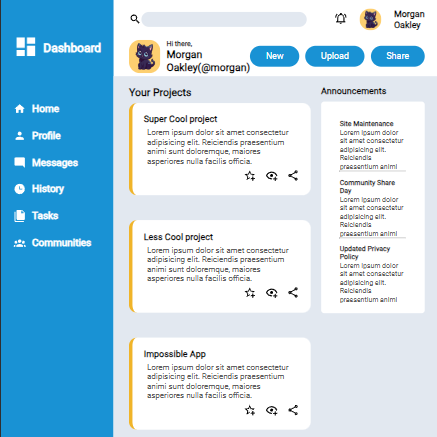 Dashboard
Home
Profile
Messages
History
Tasks
Communities
Morgan
Oakley
Hi there,
Morgan
Oakley(@morgan)
New
Upload
Share
Your Projects
Super Cool project
Lorem ipsum dolor sit amet consectetur
adipisicing elit. Reiciendis praesentium
animi sunt doloremque, maiores
asperiores nulla facilis officia.
Less Cool project
Lorem ipsum dolor sit amet consectetur
adipisicing elit. Reiciendis praesentium
animi sunt doloremque, maiores
asperiores nulla facilis officia.
Impossible App
Lorem ipsum dolor sit amet consectetur
adipisicing elit. Reiciendis praesentium
animi sunt doloremque, maiores
asperiores nulla facilis officia.
Announcements
Site Maintenance
Lorem ipsum dolor
sit amet consectetur
adipisicing elit.
Reiciendis
praesentium animi
Community Share
Day
Lorem ipsum dolor
sit amet consectetur
adipisicing elit.
Reiciendis
praesentium animi
Updated Privacy
Policy
Lorem ipsum dolor
sit amet consectetur
adipisicing elit.
Reiciendis
praesentium animi